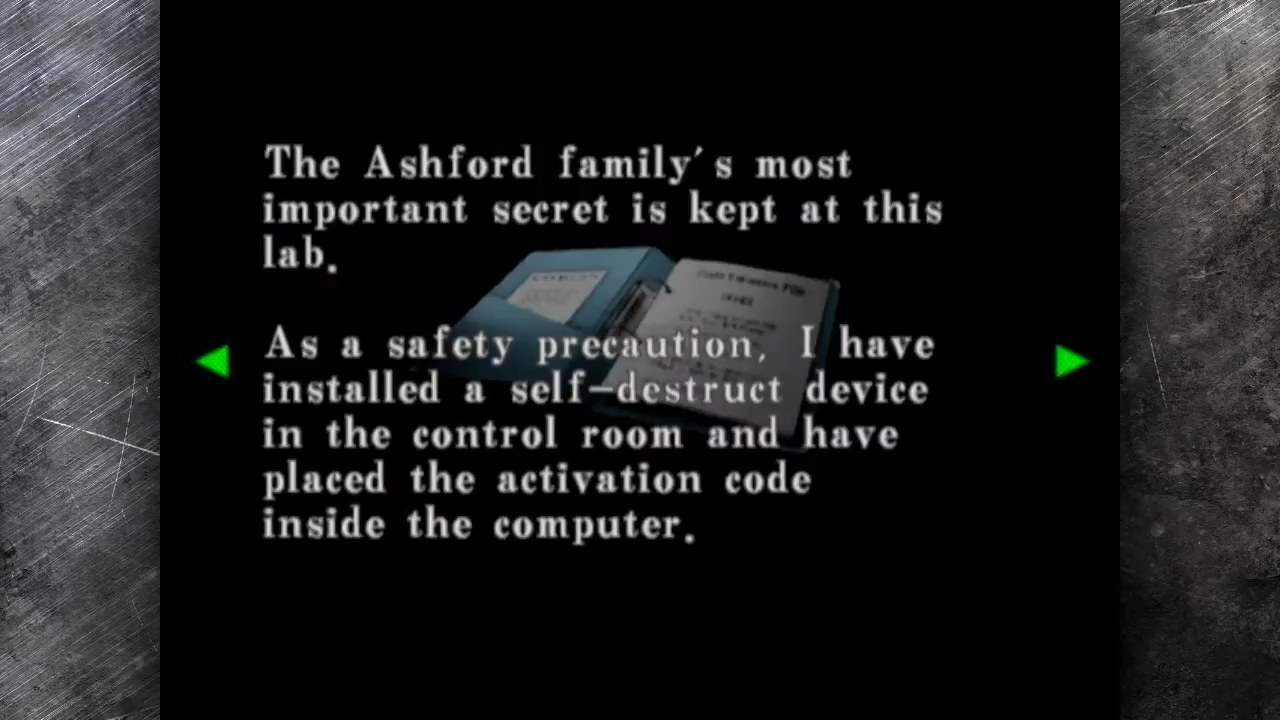 The Ashford family's most
important secret is kept at this
lab.
As a safety precaution, I have
installed a self-destruct device
in the control room and have
placed the activation code
inside the computer.